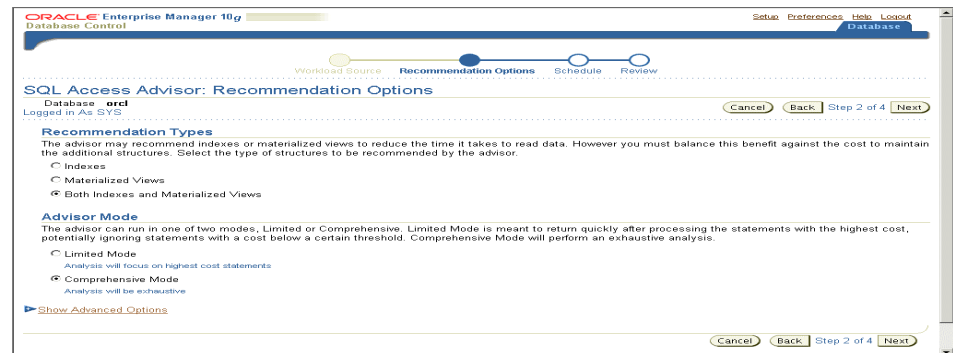 ORACLE Enterprise Manager 10g
Database Control
Setup Preferences Help Logout
Database
Workload Source Recommendation Options Schedule Review
SQL Access Advisor: Recommendation Options
Database orcl
Logged in As SYS
Cancel Back Step 2 of 4 Next
Recommendation Types
The advisor may recommend indexes or materialized views to reduce the time it takes to read data. However you must balance this benefit against the cost to maintain
the additional structures. Select the type of structures to be recommended by the advisor.
Indexes
Materialized Views
Both Indexes and Materialized Views
Advisor Mode
The advisor can run in one of two modes, Limited or Comprehensive. Limited Mode is meant to return quickly after processing the statements with the highest cost,
potentially ignoring statements with a cost below a certain threshold. Comprehensive Mode will perform an exhaustive analysis.
Limited Mode
Analysis will focus on highest cost statements
Comprehensive Mode
Analysis will be exhaustive
Show Advanced Options
Cancel Back Step 2 of 4 Next